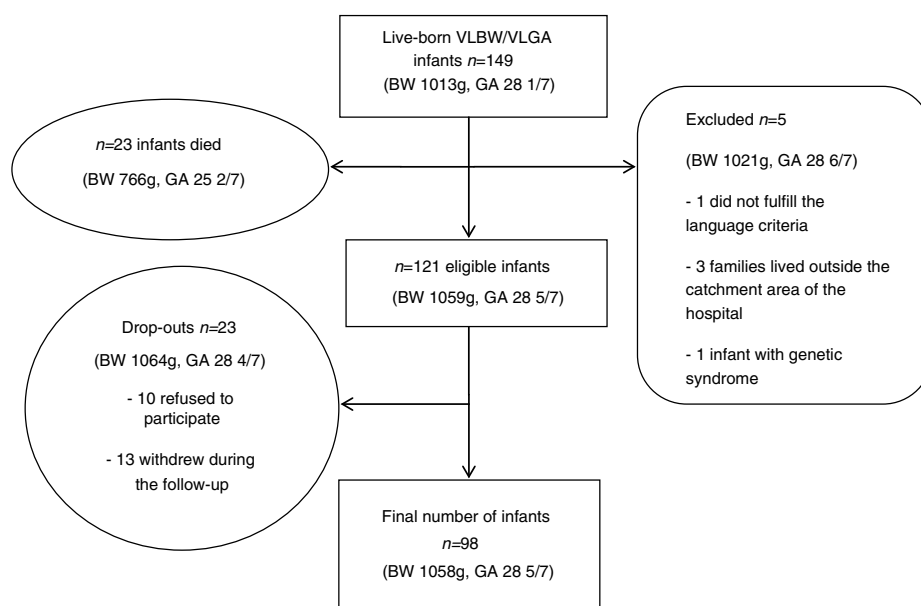 Live-born VLBW/VLGA
infants n=149
(BW 1013g, GA 28 1/7)
n=23 infants died
(BW 766g, GA 25 2/7)
Excluded n=5
(BW 1021g, GA 28 6/7)
- 1 did not fulfill the
language criteria
- 3 families lived outside the
catchment area of the
hospital
- 1 infant with genetic
syndrome
n=121 eligible infants
(BW 1059g, GA 28 5/7)
Drop-outs n=23
(BW 1064g, GA 28 4/7)
- 10 refused to
participate
- 13 withdrew during
the follow-up
Final number of infants
n=98
(BW 1058g, GA 28 5/7)